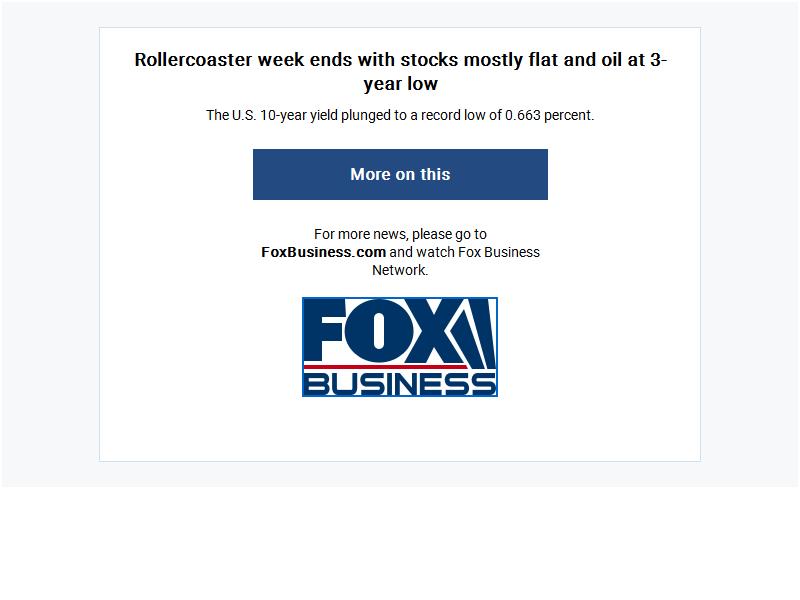 Rollercoaster week ends with stocks mostly flat and oil at 3-
year low
The U.S. 10-year yield plunged to a record low of 0.663 percent.
More on this
For more news, please go to
FoxBusiness.com and watch Fox Business
Network.
FOX
BUSINESS